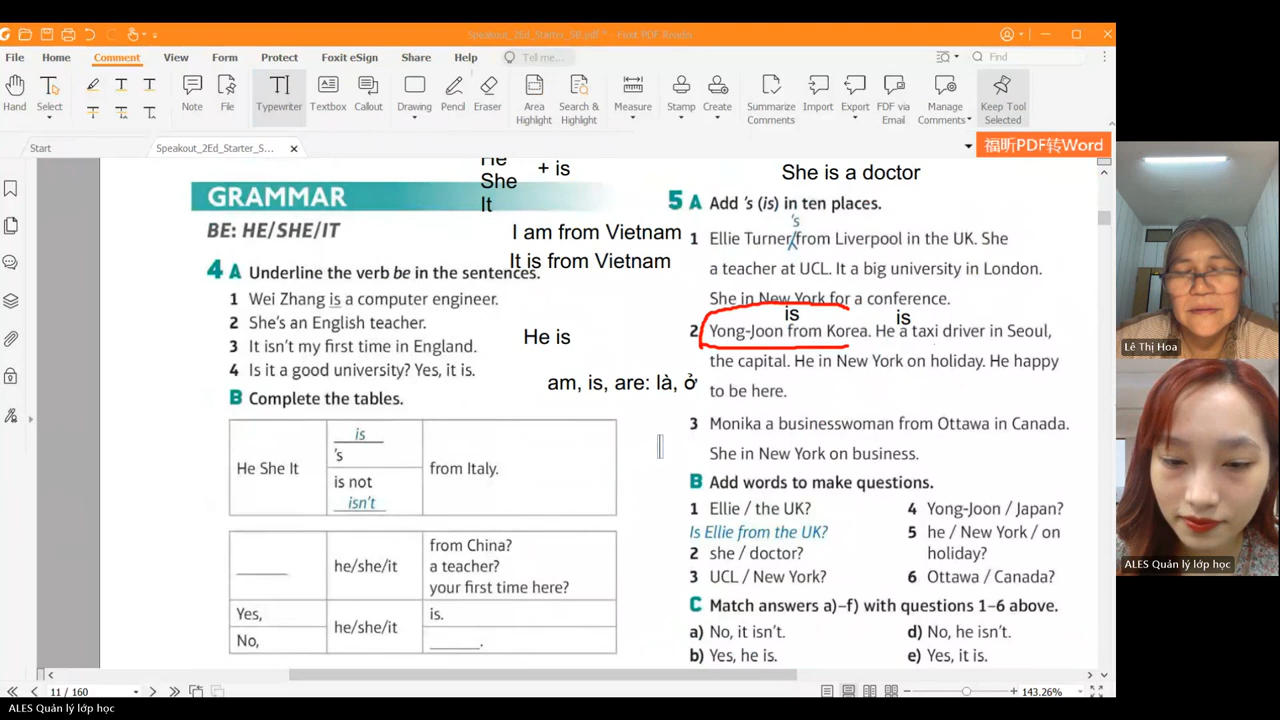 Speakout_2Ed_Starter_SB.pdf * - Foxit PDF Reader
File Home Comment View Form Protect Foxit eSign Share Help Tell me... Find
Hand Select Note File Typewriter Textbox Callout Drawing Pencil Eraser Area Highlight Search & Highlight Measure Stamp Create Summarize Comments Import Export FDF via Email Manage Comments Keep Tool Selected
Start Speakout_2Ed_Starter_S...
福昕PDF转Word
He
She + is
It
GRAMMAR
BE: HE/SHE/IT
I am from Vietnam
It is from Vietnam
4 A Underline the verb be in the sentences.
1 Wei Zhang is a computer engineer.
2 She's an English teacher.
3 It isn't my first time in England.
4 Is it a good university? Yes, it is.
He is
am, is, are: là, ở
B Complete the tables.
He She It
is
's
is not
isn't
from Italy.
______ he/she/it
from China?
a teacher?
your first time here?
Yes, he/she/it is.
No, ______.
She is a doctor
5 A Add 's (is) in ten places.
's
1 Ellie Turner/from Liverpool in the UK. She
a teacher at UCL. It a big university in London.
She in New York for a conference.
is is
2 Yong-Joon from Korea. He a taxi driver in Seoul,
the capital. He in New York on holiday. He happy
to be here.
3 Monika a businesswoman from Ottawa in Canada.
She in New York on business.
B Add words to make questions.
1 Ellie / the UK?
Is Ellie from the UK?
2 she / doctor?
3 UCL / New York?
4 Yong-Joon / Japan?
5 he / New York / on
holiday?
6 Ottawa / Canada?
C Match answers a)–f) with questions 1–6 above.
a) No, it isn't.
b) Yes, he is.
d) No, he isn't.
e) Yes, it is.
11 / 160
143.26%
Lê Thị Hoa
ALES Quản lý lớp học
ALES Quản lý lớp học